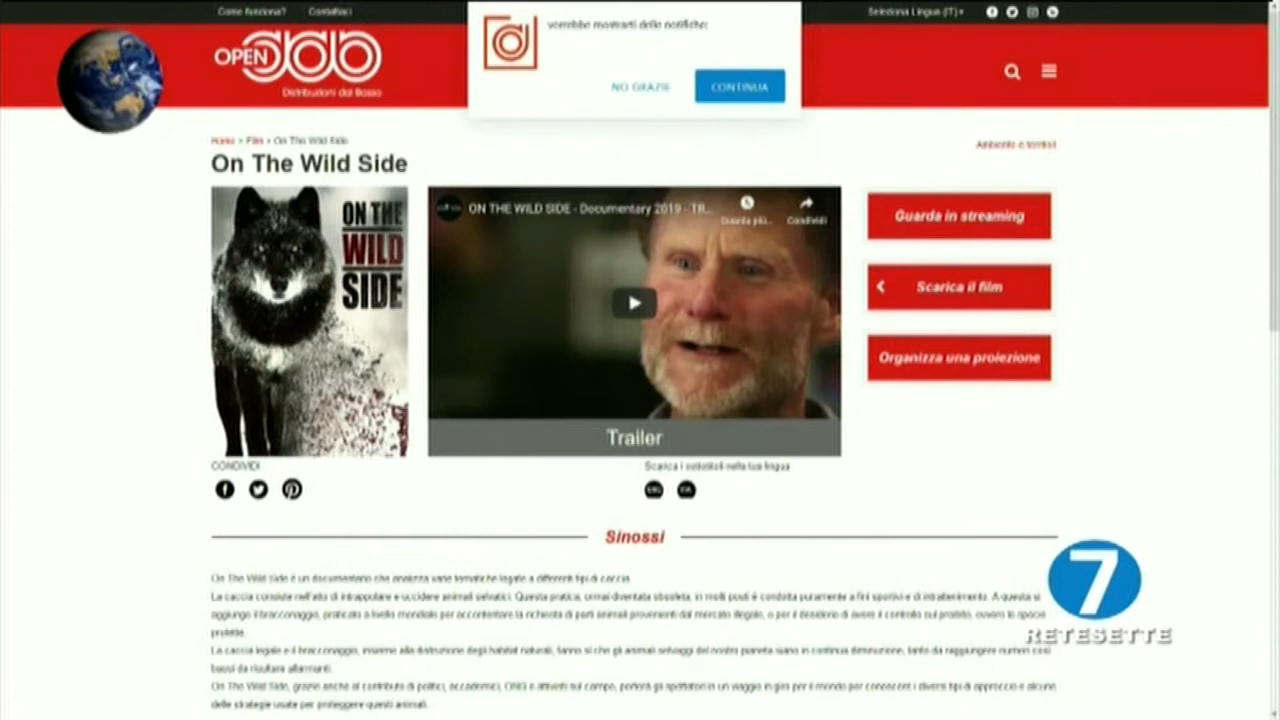 Come funziona? Contattaci
Seleziona Lingua (IT)
vorrebbe mostrarti delle notifiche:
NO GRAZIE CONTINUA
OPEN ddb
Distribuzioni dal Basso
Home > Film > On The Wild Side
Ambiente e territori
On The Wild Side
ON THE
WILD
SIDE
ON THE WILD SIDE - Documentary 2019 - TR...
Guarda più... Condividi
Trailer
Guarda in streaming
Scarica il film
Organizza una proiezione
CONDIVIDI
Scarica i sottotitoli nella tua lingua
ENG ITA
Sinossi
On The Wild Side è un documentario che analizza varie tematiche legate a differenti tipi di caccia.
La caccia consiste nell'atto di intrappolare e uccidere animali selvatici. Questa pratica, ormai diventata obsoleta, in molti posti è condotta puramente a fini sportivi e di intrattenimento. A questa si
aggiunge il bracconaggio, praticato a livello mondiale per accontentare la richiesta di parti animali provenienti dal mercato illegale, o per il desiderio di avere il controllo sul proibito, ovvero le specie
protette.
La caccia legale e il bracconaggio, insieme alla distruzione degli habitat naturali, fanno sì che gli animali selvaggi del nostro pianeta siano in continua diminuzione, tanto da raggiungere numeri così
bassi da risultare allarmanti.
On The Wild Side, grazie anche al contributo di politici, accademici, ONG e attivisti sul campo, porterà gli spettatori in un viaggio in giro per il mondo per conoscere i diversi tipi di approccio e alcune
delle strategie usate per proteggere questi animali.
7
RETESETTE